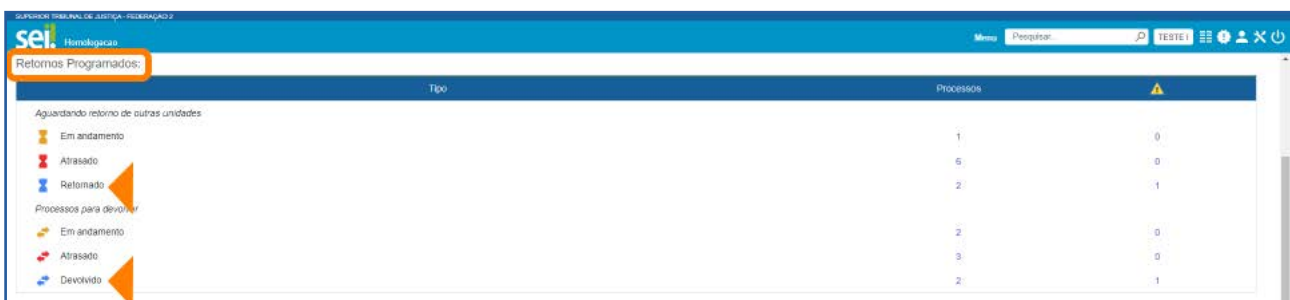 SUPERIOR TRIBUNAL DE JUSTIÇA - FEDERAÇÃO 2
sei. Homologacao Menu Pesquisar... TESTE I
Retornos Programados:
Tipo Processos
Aguardando retorno de outras unidades
Em andamento 1 0
Atrasado 6 0
Retornado 2 1
Processos para devolver
Em andamento 2 0
Atrasado 3 0
Devolvido 2 1